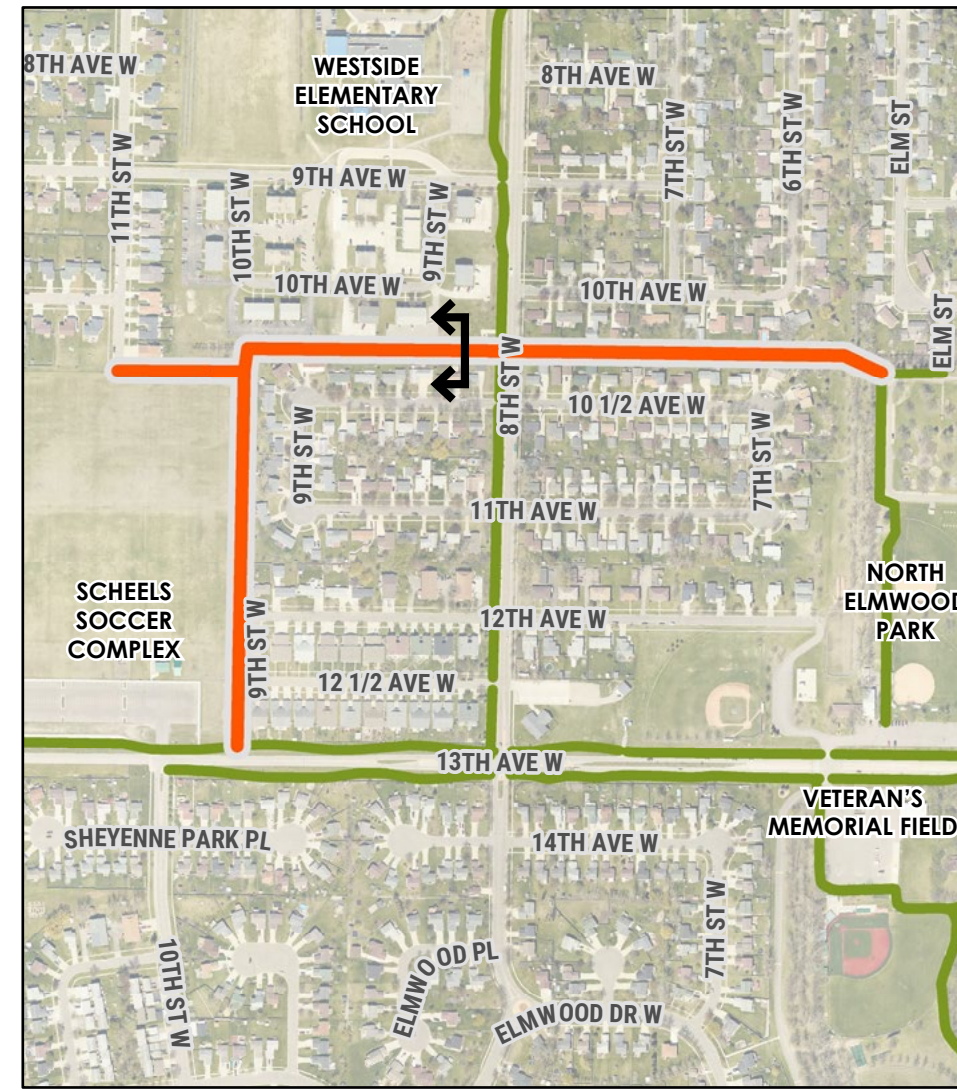 8TH AVE W
WESTSIDE
ELEMENTARY
SCHOOL
8TH AVE W
11TH ST W
10TH ST W
9TH AVE W
9TH ST W
7TH ST W
6TH ST W
ELM ST
10TH AVE W
10TH AVE W
ELM ST
8TH ST W
9TH ST W
10 1/2 AVE W
7TH ST W
11TH AVE W
SCHEELS
SOCCER
COMPLEX
NORTH
ELMWOOD
PARK
12TH AVE W
9TH ST W
12 1/2 AVE W
13TH AVE W
VETERAN'S
MEMORIAL FIELD
SHEYENNE PARK PL
14TH AVE W
10TH ST W
ELMWOOD PL
7TH ST W
ELMWOOD DR W